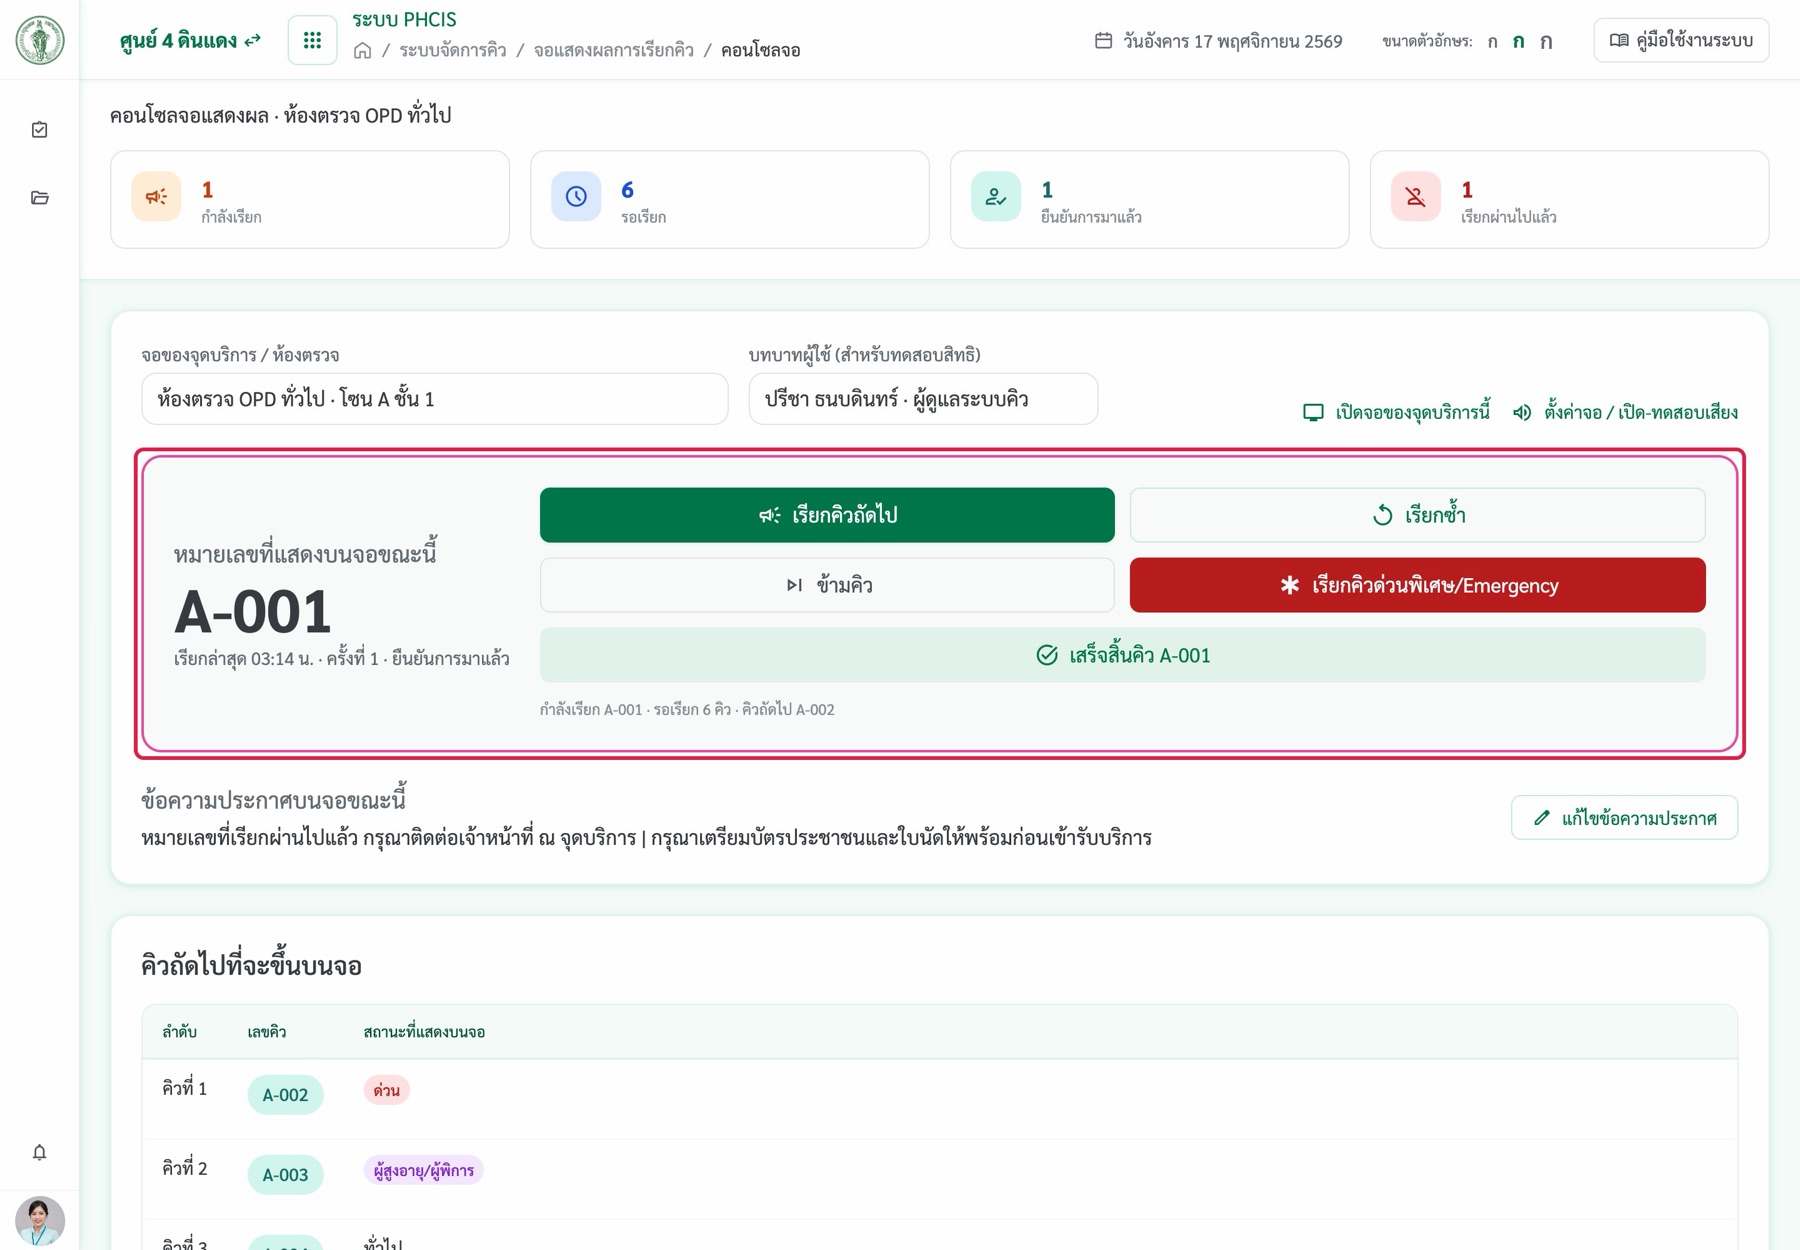 ศูนย์ 4 ดินแดง
ระบบ PHCIS
/ ระบบจัดการคิว / จอแสดงผลการเรียกคิว / คอนโซลจอ
วันอังคาร 17 พฤศจิกายน 2569
ขนาดตัวอักษร: ก ก ก
คู่มือใช้งานระบบ
คอนโซลจอแสดงผล · ห้องตรวจ OPD ทั่วไป
1
กำลังเรียก
6
รอเรียก
1
ยืนยันการมาแล้ว
1
เรียกผ่านไปแล้ว
จอของจุดบริการ / ห้องตรวจ
ห้องตรวจ OPD ทั่วไป · โซน A ชั้น 1
บทบาทผู้ใช้ (สำหรับทดสอบสิทธิ)
ปรีชา ธนบดินทร์ · ผู้ดูแลระบบคิว
เปิดจอของจุดบริการนี้
ตั้งค่าจอ / เปิด-ทดสอบเสียง
หมายเลขที่แสดงบนจอขณะนี้
A-001
เรียกล่าสุด 03:14 น. · ครั้งที่ 1 · ยืนยันการมาแล้ว
เรียกคิวถัดไป
เรียกซ้ำ
ข้ามคิว
เรียกคิวด่วนพิเศษ/Emergency
เสร็จสิ้นคิว A-001
กำลังเรียก A-001 · รอเรียก 6 คิว · คิวถัดไป A-002
ข้อความประกาศบนจอขณะนี้
หมายเลขที่เรียกผ่านไปแล้ว กรุณาติดต่อเจ้าหน้าที่ ณ จุดบริการ | กรุณาเตรียมบัตรประชาชนและใบนัดให้พร้อมก่อนเข้ารับบริการ
แก้ไขข้อความประกาศ
คิวถัดไปที่จะขึ้นบนจอ
ลำดับ เลขคิว สถานะที่แสดงบนจอ
คิวที่ 1 A-002 ด่วน
คิวที่ 2 A-003 ผู้สูงอายุ/ผู้พิการ
คิวที่ 3 ทั่วไป